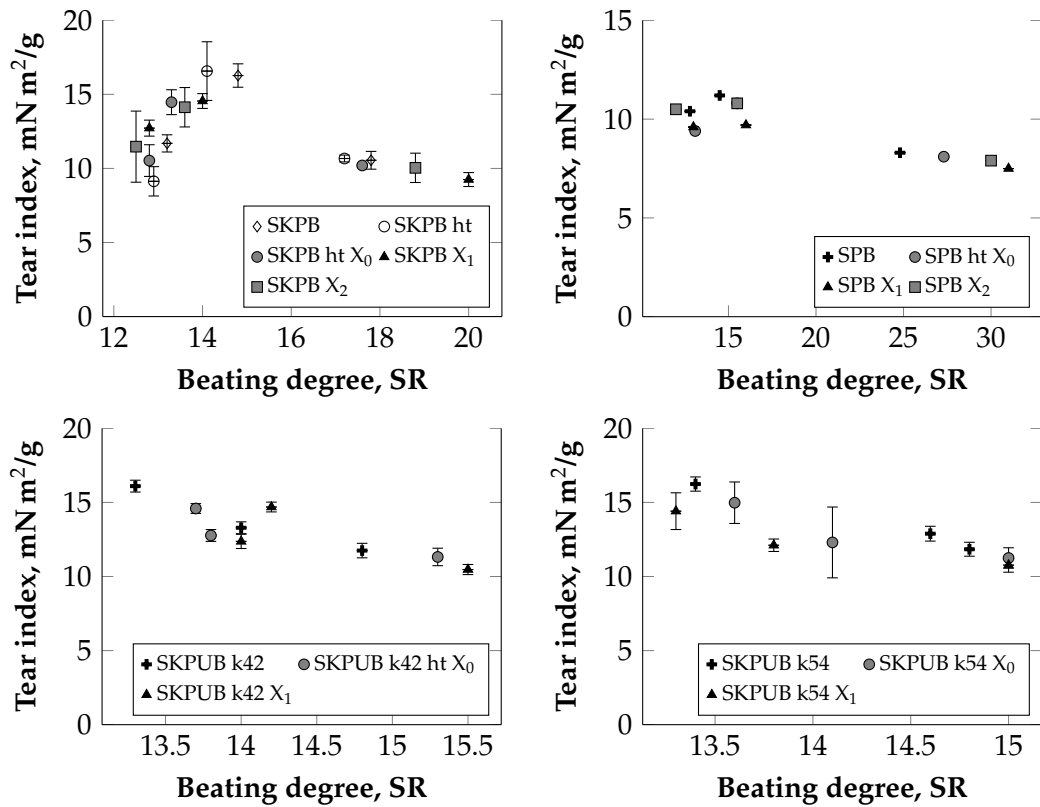 20
15
10
5
0
12
14
16
18
20
Tear index, mN m²/g
Beating degree, SR
SKPB
SKPB ht
SKPB ht X₀
SKPB X₁
SKPB X₂
15
10
5
0
15
20
25
30
10
Tear index, mN m²/g
Beating degree, SR
SPB
SPB ht X₀
SPB X₁
SPB X₂
20
15
10
5
0
13.5
14
14.5
15
15.5
Tear index, mN m²/g
Beating degree, SR
SKPUB k42
SKPUB k42 ht X₀
SKPUB k42 X₁
20
15
10
5
0
13.5
14
14.5
15
Tear index, mN m²/g
Beating degree, SR
SKPUB k54
SKPUB k54 X₀
SKPUB k54 X₁